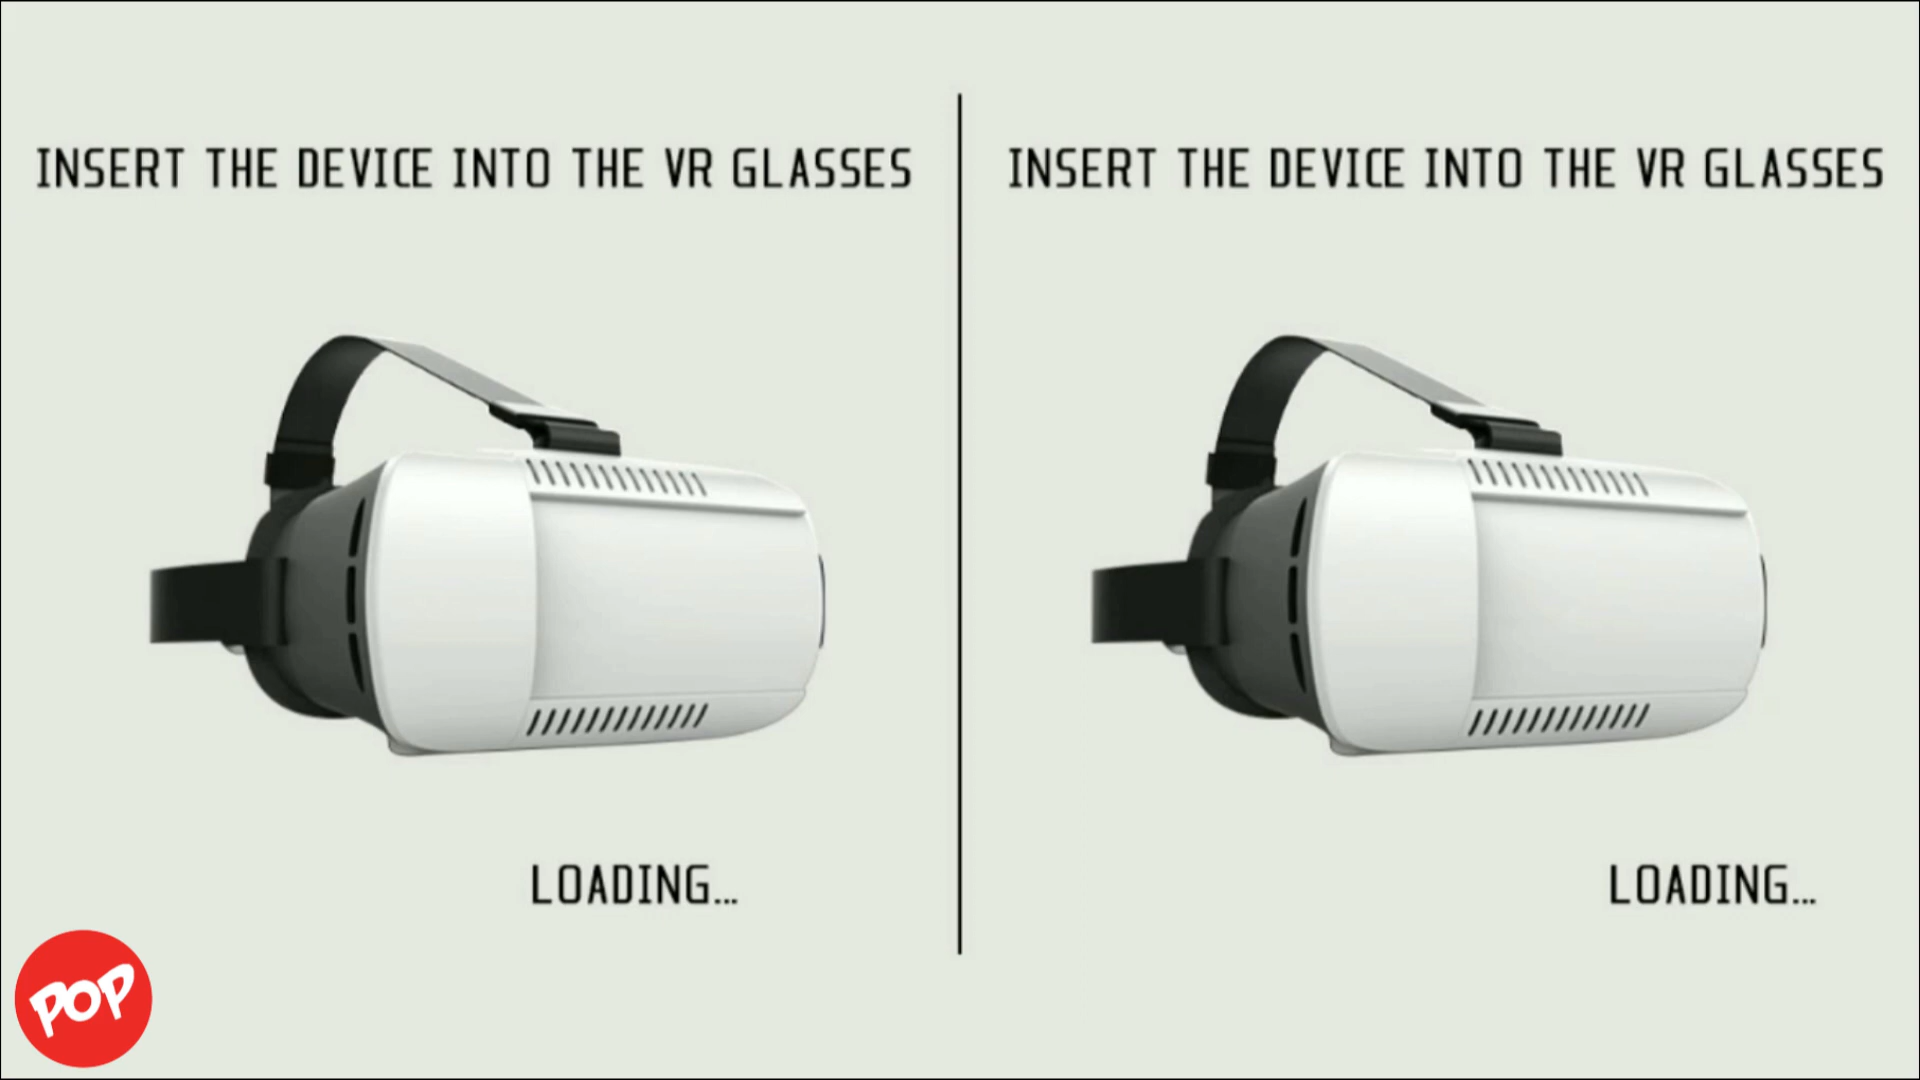 INSERT THE DEVICE INTO THE VR GLASSES
LOADING...
INSERT THE DEVICE INTO THE VR GLASSES
LOADING...
POP